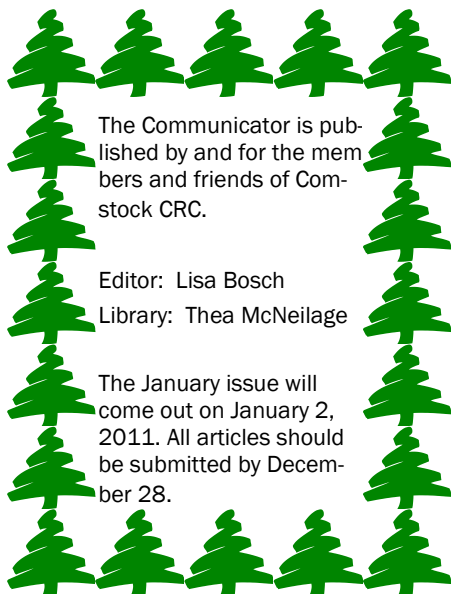 The Communicator is pub-
lished by and for the mem
bers and friends of Com-
stock CRC.
Editor:  Lisa Bosch
Library:  Thea McNeilage
The January issue will
come out on January 2,
2011. All articles should
be submitted by Decem-
ber 28.